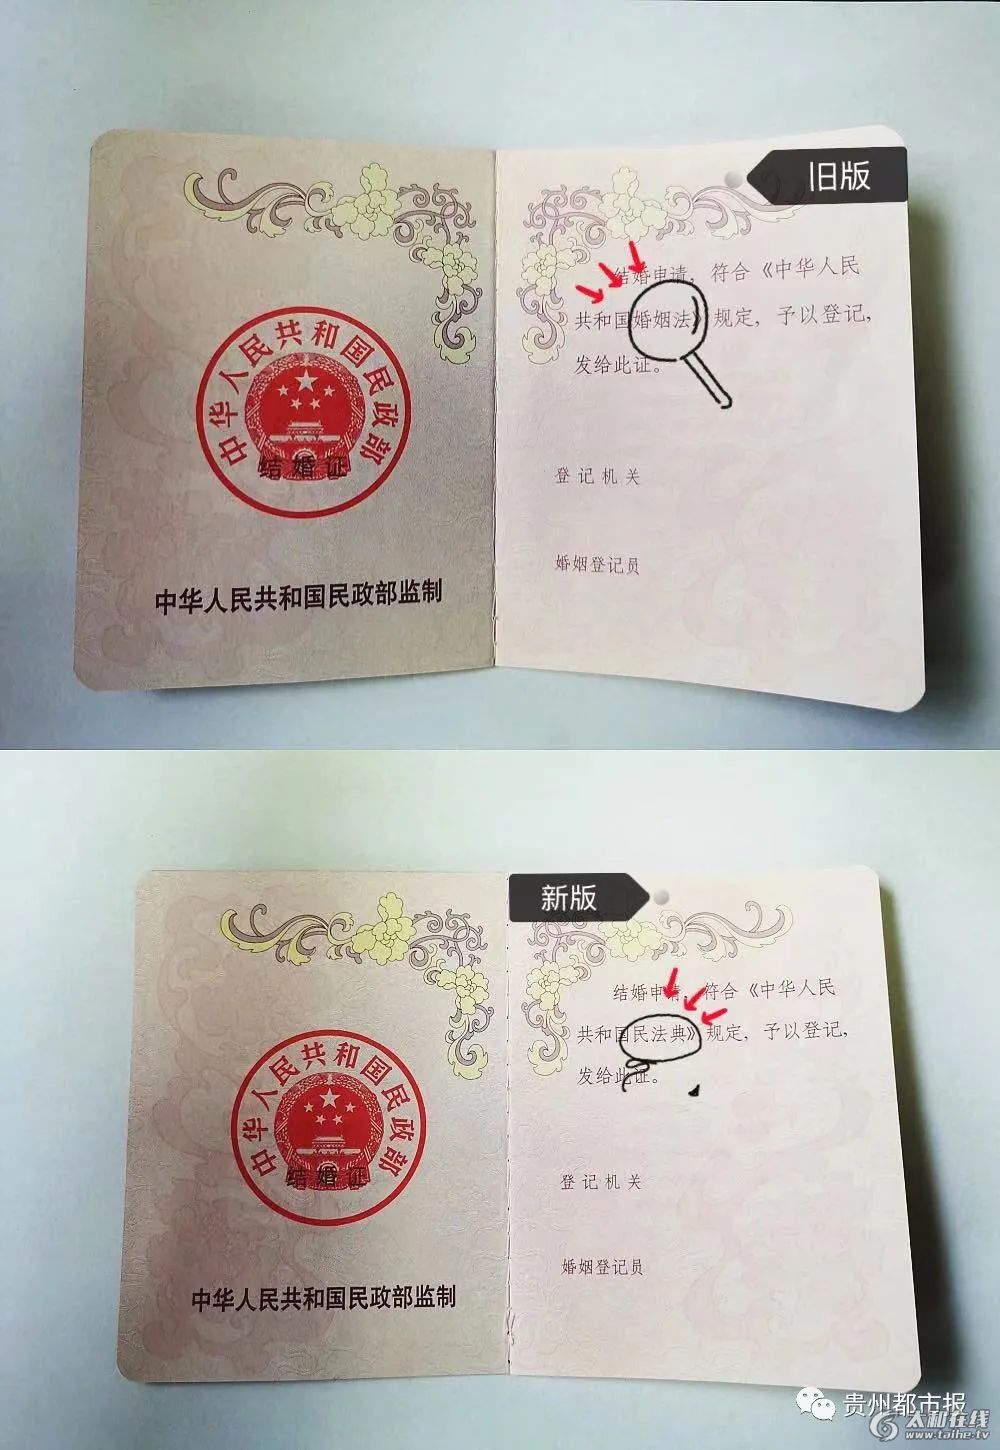 旧版
中华人民共和国民政部
结婚证
中华人民共和国民政部监制
结婚申请，符合《中华人民
共和国婚姻法》规定，予以登记，
发给此证。
登记机关
婚姻登记员
新版
中华人民共和国民政部
结婚证
中华人民共和国民政部监制
结婚申请，符合《中华人民
共和国民法典》规定，予以登记，
发给此证。
登记机关
婚姻登记员
贵州都市报
太和在线
www.taihe.tv